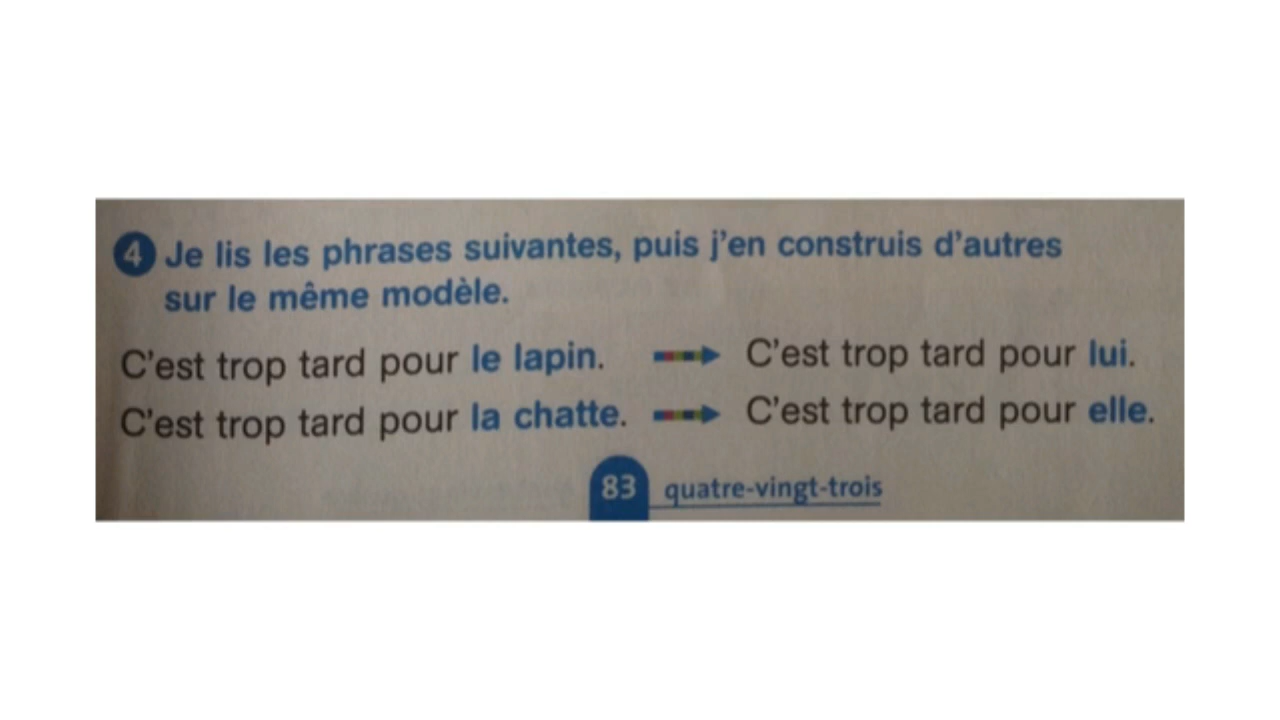 4 Je lis les phrases suivantes, puis j'en construis d'autres
sur le même modèle.
C'est trop tard pour le lapin. C'est trop tard pour lui.
C'est trop tard pour la chatte. C'est trop tard pour elle.
83 quatre-vingt-trois